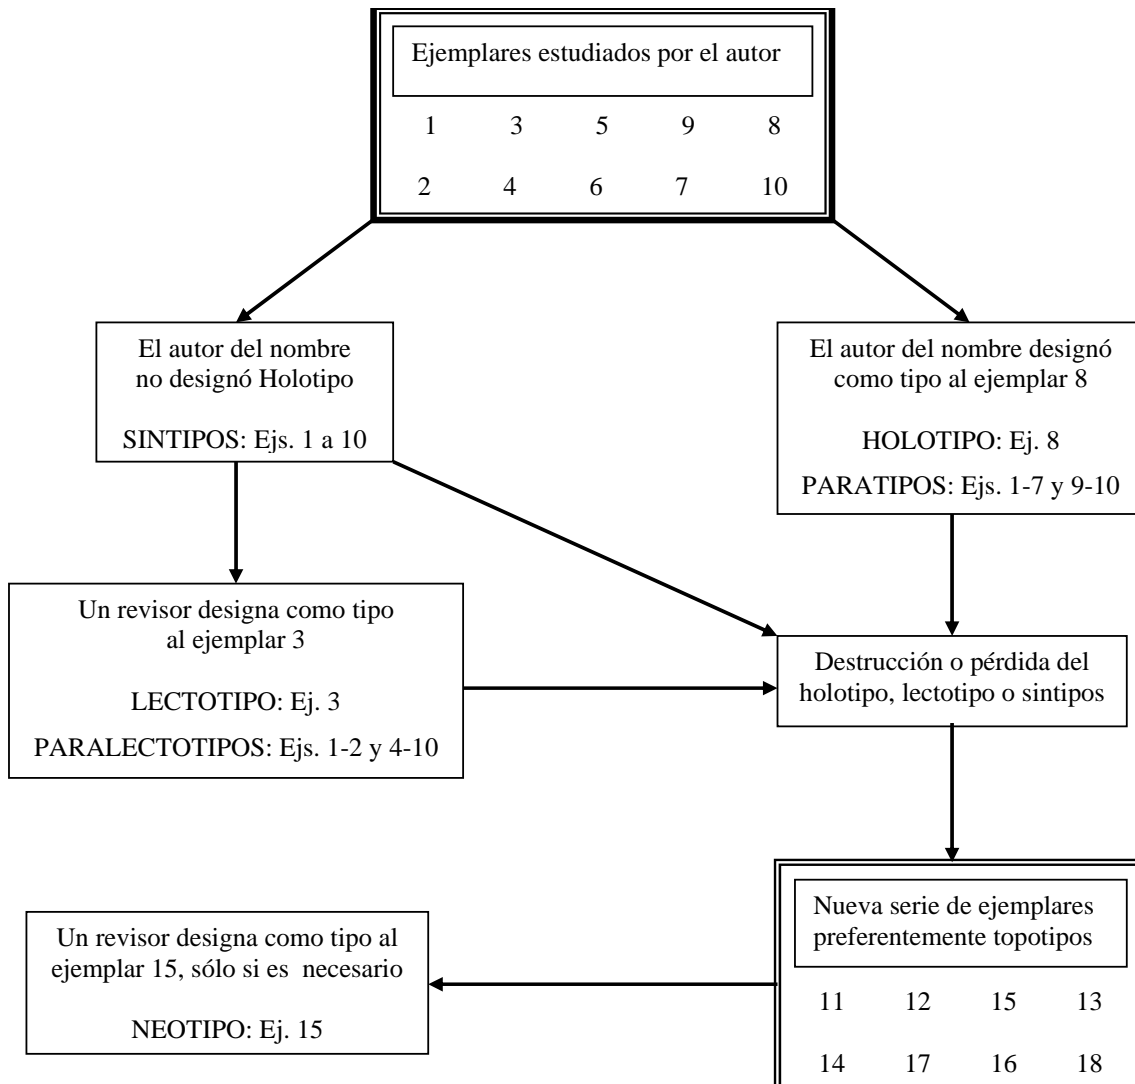 Ejemplares estudiados por el autor
1 3 5 9 8
2 4 6 7 10
El autor del nombre
no designó Holotipo
SINTIPOS: Ejs. 1 a 10
El autor del nombre designó
como tipo al ejemplar 8
HOLOTIPO: Ej. 8
PARATIPOS: Ejs. 1-7 y 9-10
Un revisor designa como tipo
al ejemplar 3
LECTOTIPO: Ej. 3
PARALECTOTIPOS: Ejs. 1-2 y 4-10
Destrucción o pérdida del
holotipo, lectotipo o sintipos
Nueva serie de ejemplares
preferentemente topotipos
11 12 15 13
14 17 16 18
Un revisor designa como tipo al
ejemplar 15, sólo si es necesario
NEOTIPO: Ej. 15